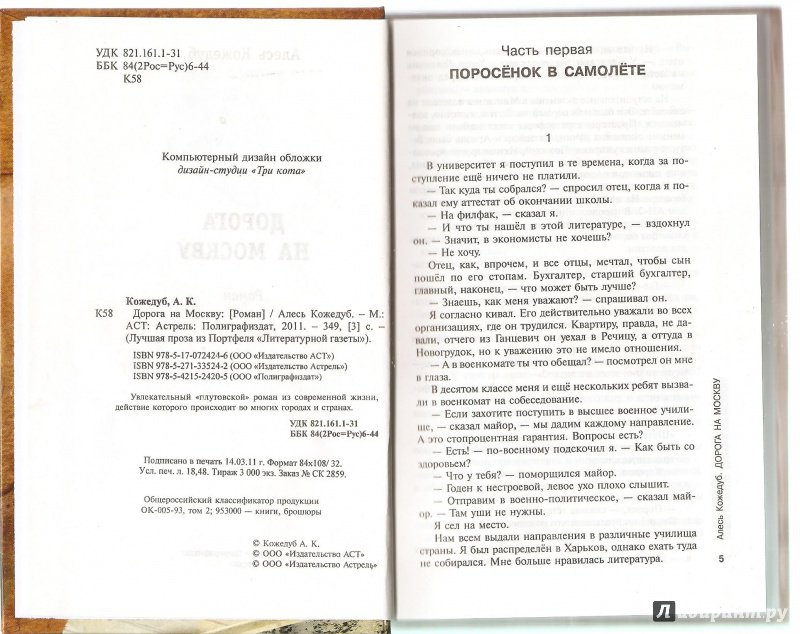 УДК 821.161.1-31
ББК 84(2Рос=Рус)6-44
К58
Компьютерный дизайн обложки
дизайн-студии «Три кота»
Кожедуб, А. К.
К58 Дорога на Москву: [Роман] / Алесь Кожедуб. – М.:
АСТ: Астрель: Полиграфиздат, 2011. – 349, [3] с. –
(Лучшая проза из Портфеля «Литературной газеты»).
ISBN 978-5-17-072424-6 (ООО «Издательство АСТ»)
ISBN 978-5-271-33524-2 (ООО «Издательство Астрель»)
ISBN 978-5-4215-2420-5 (ООО «Полиграфиздат»)
Увлекательный «плутовской» роман из современной жизни,
действие которого происходит во многих городах и странах.
УДК 821.161.1-31
ББК 84(2Рос=Рус)6-44
Подписано в печать 14.03.11 г. Формат 84х108/ 32.
Усл. печ. л. 18,48. Тираж 3 000 экз. Заказ № СК 2859.
Общероссийский классификатор продукции
ОК-005-93, том 2; 953000 — книги, брошюры
© Кожедуб А. К.
© ООО «Издательство АСТ»
© ООО «Издательство Астрель»
Часть первая
ПОРОСЁНОК В САМОЛЁТЕ
1
В университет я поступил в те времена, когда за по-
ступление ещё ничего не платили.
— Так куда ты собрался? — спросил отец, когда я по-
казал ему аттестат об окончании школы.
— На филфак, — сказал я.
— И что ты нашёл в этой литературе, — вздохнул
он. — Значит, в экономисты не хочешь?
— Не хочу.
Отец, как, впрочем, и все отцы, мечтал, чтобы сын
пошёл по его стопам. Бухгалтер, старший бухгалтер,
главный, наконец, — что может быть лучше?
— Знаешь, как меня уважают? — спрашивал он.
Я согласно кивал. Его действительно уважали во всех
организациях, где он трудился. Квартиру, правда, не да-
вали, отчего из Ганцевич он уехал в Речицу, а оттуда в
Новогрудок, но к уважению это не имело отношения.
— А в военкомате ты что обещал? — посмотрел он мне
в глаза.
В десятом классе меня и ещё нескольких ребят вызва-
ли в военкомат на собеседование.
— Если захотите поступить в высшее военное учили-
ще, — сказал майор, — мы дадим каждому направление.
А это стопроцентная гарантия. Вопросы есть?
— Есть! — по-военному подскочил я. — Как быть со
здоровьем?
— Что у тебя? — поморщился майор.
— Годен к нестроевой, левое ухо плохо слышит.
— Отправим в военно-политическое, — сказал май-
ор. — Там уши не нужны.
Я сел на место.
Нам всем выдали направления в различные училища
страны. Я был распределён в Харьков, однако ехать туда
не собирался. Мне больше нравилась литература.
Алесь Кожедуб. ДОРОГА НА МОСКВУ
5
Лабиринт.ру